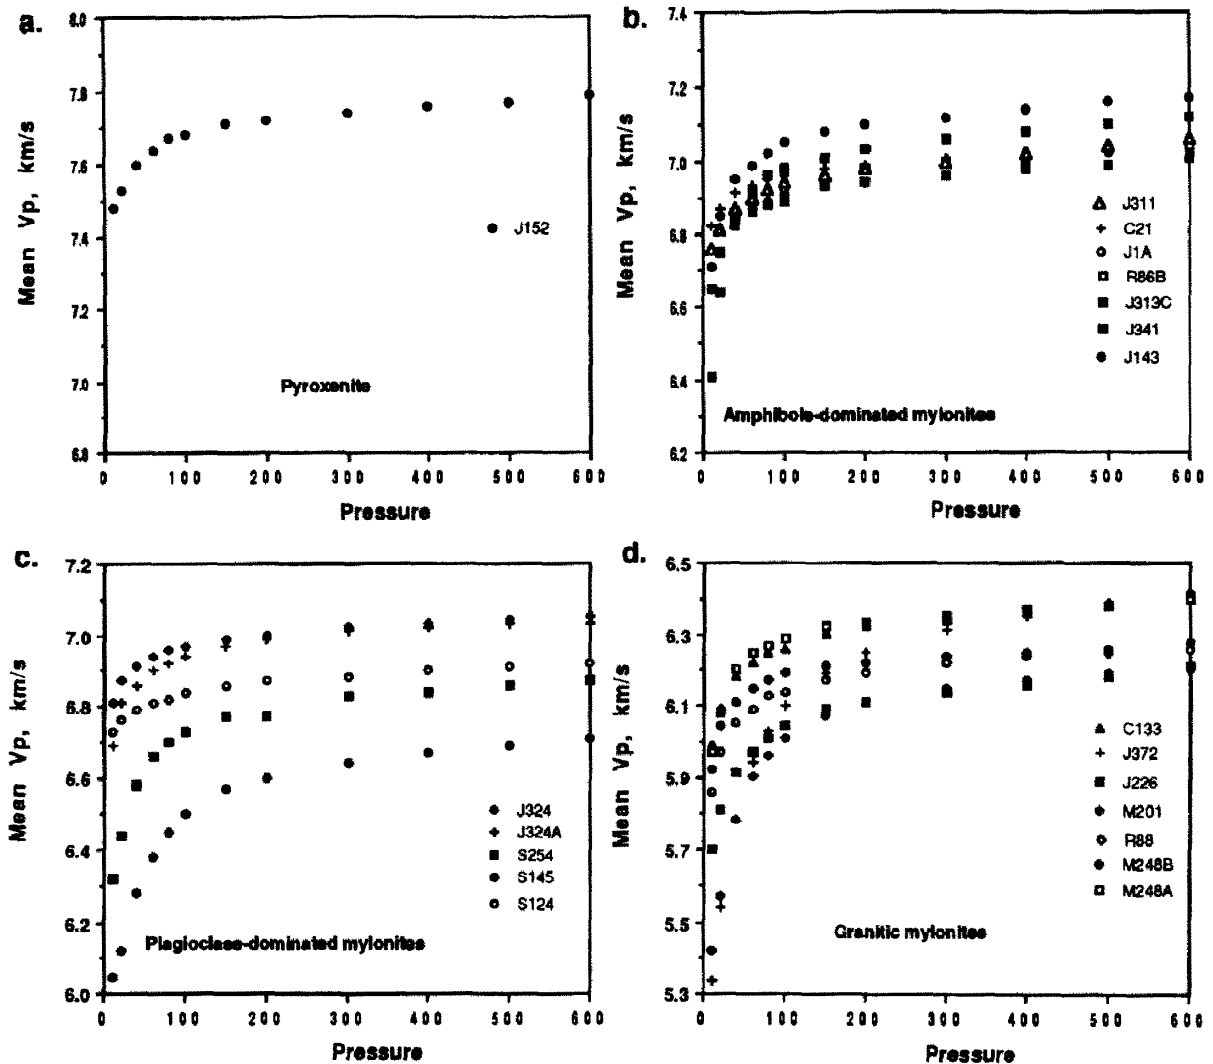 a.
8.0
7.8
7.6
7.4
7.2
7.0
6.8
Mean Vp, km/s
J152
Pyroxenite
0 100 200 300 400 500 600
Pressure
b.
7.4
7.2
7.0
6.8
6.6
6.4
6.2
Mean Vp, km/s
J311
C21
J1A
R86B
J313C
J341
J143
Amphibole-dominated mylonites
0 100 200 300 400 500 600
Pressure
c.
7.2
7.0
6.8
6.6
6.4
6.2
6.0
Mean Vp, km/s
J324
J324A
S254
S145
S124
Plagioclase-dominated mylonites
0 100 200 300 400 500 600
Pressure
d.
6.5
6.3
6.1
5.9
5.7
5.5
5.3
Mean Vp, km/s
C133
J372
J226
M201
R88
M248B
M248A
Granitic mylonites
0 100 200 300 400 500 600
Pressure